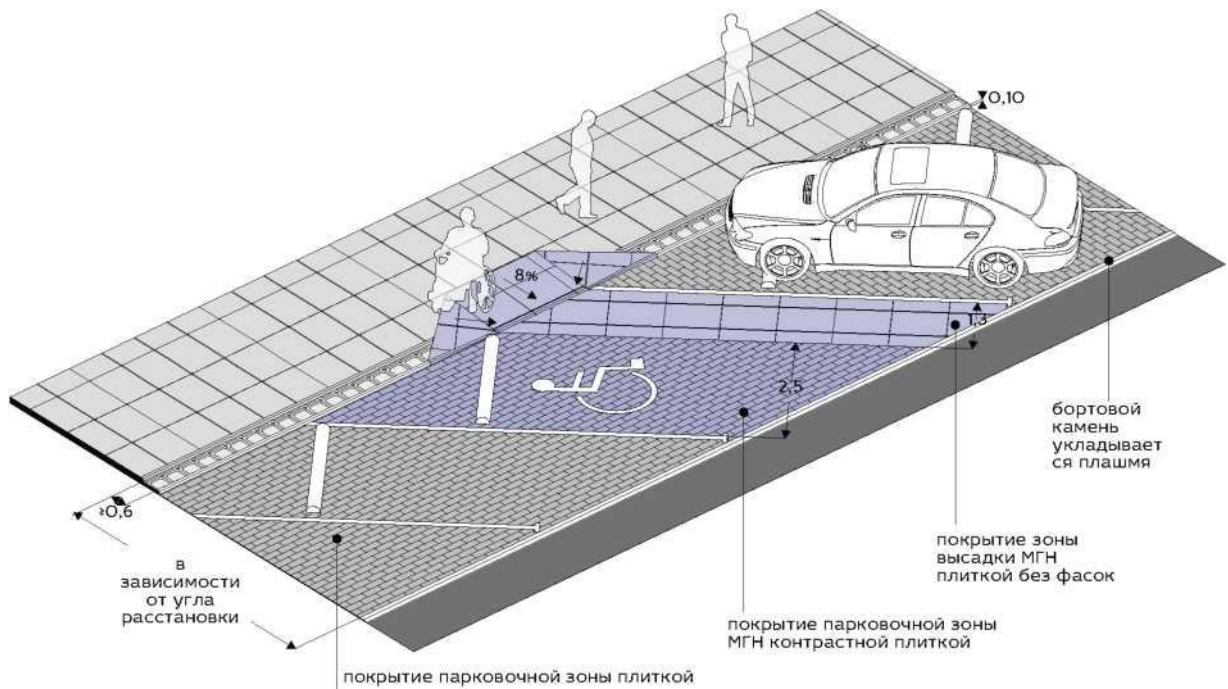 0,10
8%
1,3
2,5
бортовой
камень
укладывает
ся плашмя
≥0,6
покрытие зоны
высадки МГН
плиткой без фасок
в
зависимости
от угла
расстановки
покрытие парковочной зоны
МГН контрастной плиткой
покрытие парковочной зоны плиткой